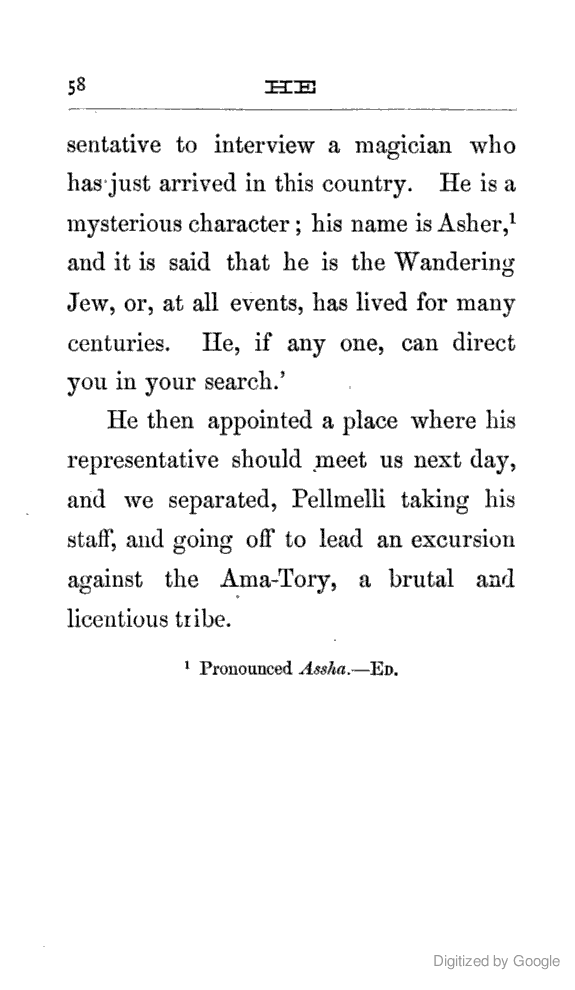 58 HE
sentative to interview a magician who
has just arrived in this country. He is a
mysterious character ; his name is Asher,¹
and it is said that he is the Wandering
Jew, or, at all events, has lived for many
centuries. He, if any one, can direct
you in your search.’
He then appointed a place where his
representative should meet us next day,
and we separated, Pellmelli taking his
staff, and going off to lead an excursion
against the Ama-Tory, a brutal and
licentious tribe.
¹ Pronounced Assha.—ED.
Digitized by Google